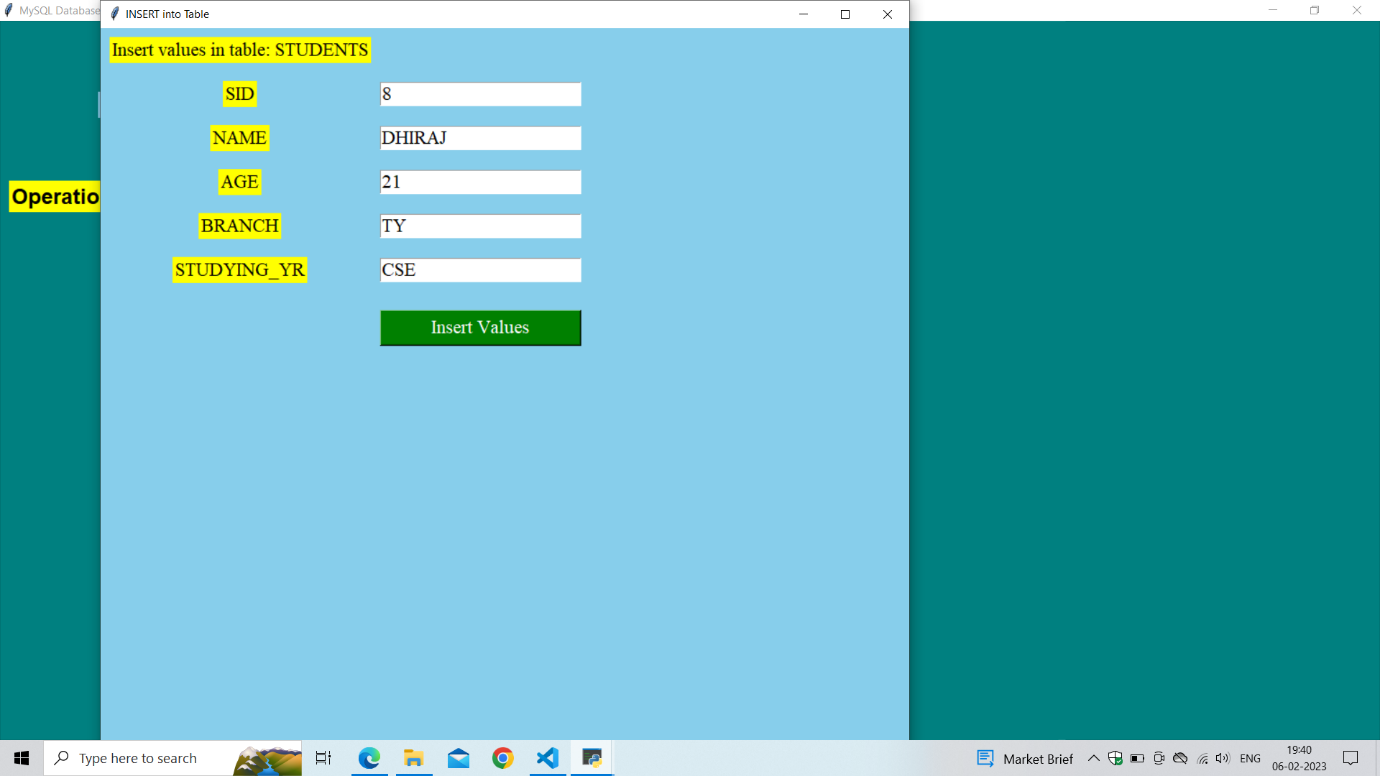 MySQL Database
INSERT into Table
Insert values in table: STUDENTS
SID 8
NAME DHIRAJ
AGE 21
Operatio
BRANCH TY
STUDYING_YR CSE
Insert Values
Type here to search
Market Brief
ENG
19:40
06-02-2023